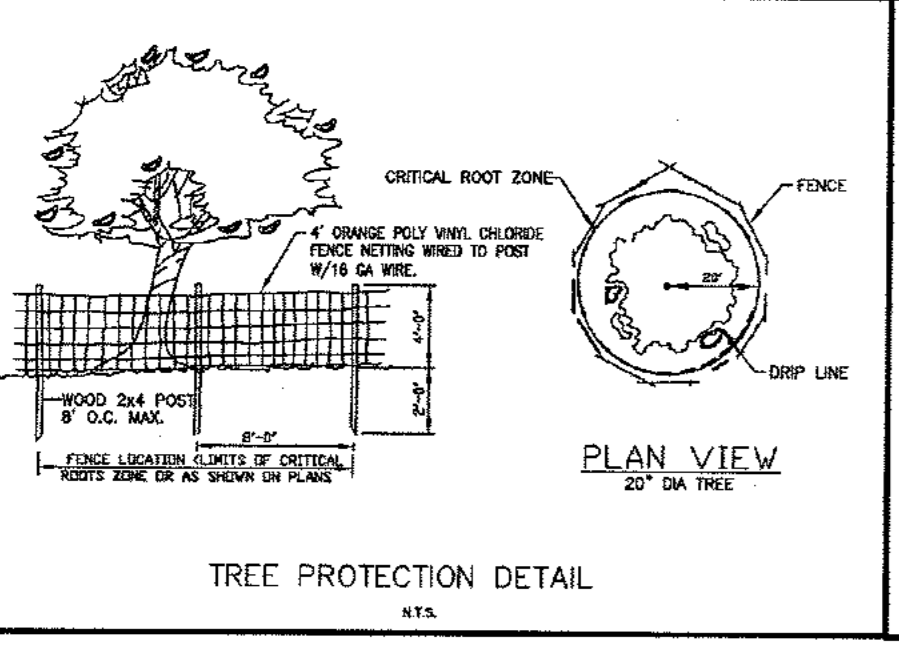 CRITICAL ROOT ZONE
FENCE
4' ORANGE POLY VINYL CHLORIDE
FENCE NETTING WIRED TO POST
W/16 GA WIRE.
20'
4'-0"
2'-0"
DRIP LINE
WOOD 2x4 POST
8' O.C. MAX.
8'-0"
FENCE LOCATION (LIMITS OF CRITICAL
ROOTS ZONE OR AS SHOWN ON PLANS
PLAN VIEW
20" DIA TREE
TREE PROTECTION DETAIL
N.T.S.